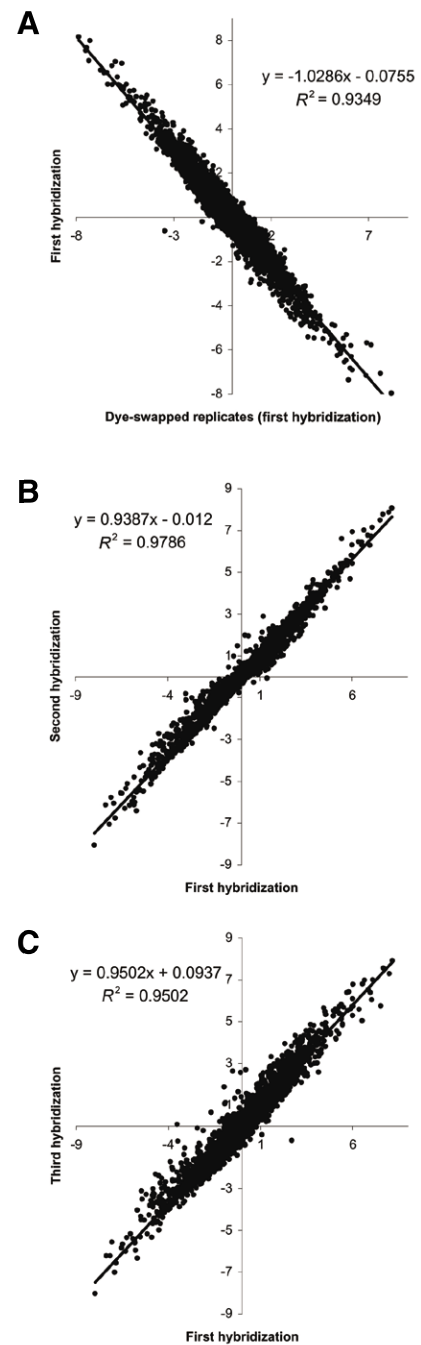 A
8
y = -1.0286x - 0.0755
6
R² = 0.9349
4
2
First hybridization
-8 -3 2 7
-2
-4
-6
-8
Dye-swapped replicates (first hybridization)
B
9
y = 0.9387x - 0.012
7
R² = 0.9786
5
3
Second hybridization
1
-9 -4 1 6
-3
-5
-7
-9
First hybridization
C
9
y = 0.9502x + 0.0937
7
R² = 0.9502
5
3
Third hybridization
1
-9 -4 1 6
-3
-5
-7
-9
First hybridization